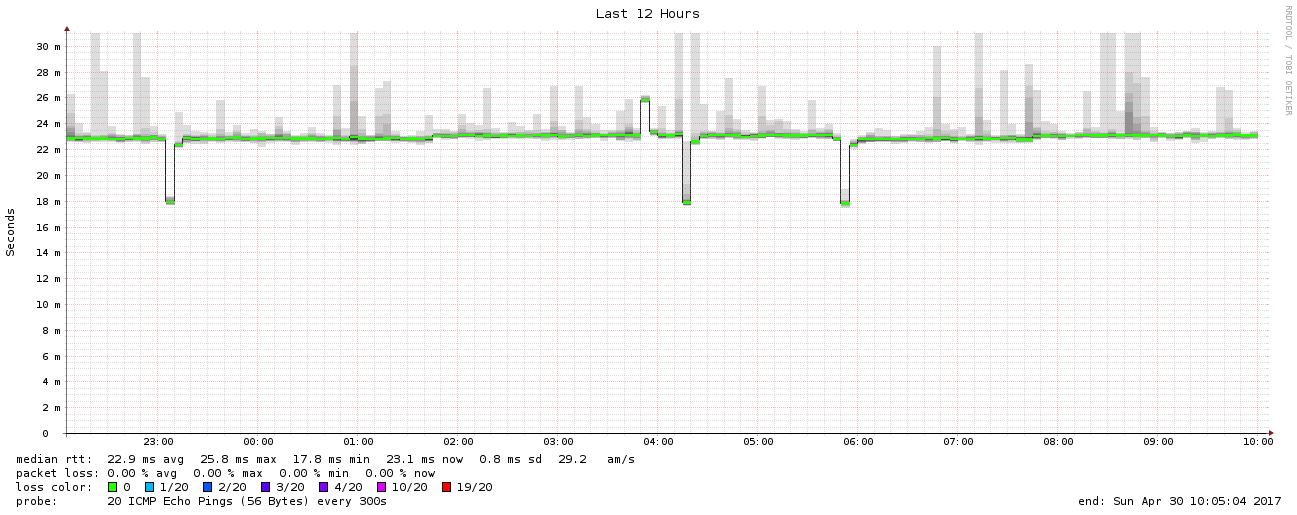 Last 12 Hours
RRDTOOL / TOBI OETIKER
Seconds
30 m
28 m
26 m
24 m
22 m
20 m
18 m
16 m
14 m
12 m
10 m
8 m
6 m
4 m
2 m
0
23:00 00:00 01:00 02:00 03:00 04:00 05:00 06:00 07:00 08:00 09:00 10:00
median rtt: 22.9 ms avg 25.8 ms max 17.8 ms min 23.1 ms now 0.8 ms sd 29.2 am/s
packet loss: 0.00 % avg 0.00 % max 0.00 % min 0.00 % now
loss color: 0 1/20 2/20 3/20 4/20 10/20 19/20
probe: 20 ICMP Echo Pings (56 Bytes) every 300s end: Sun Apr 30 10:05:04 2017